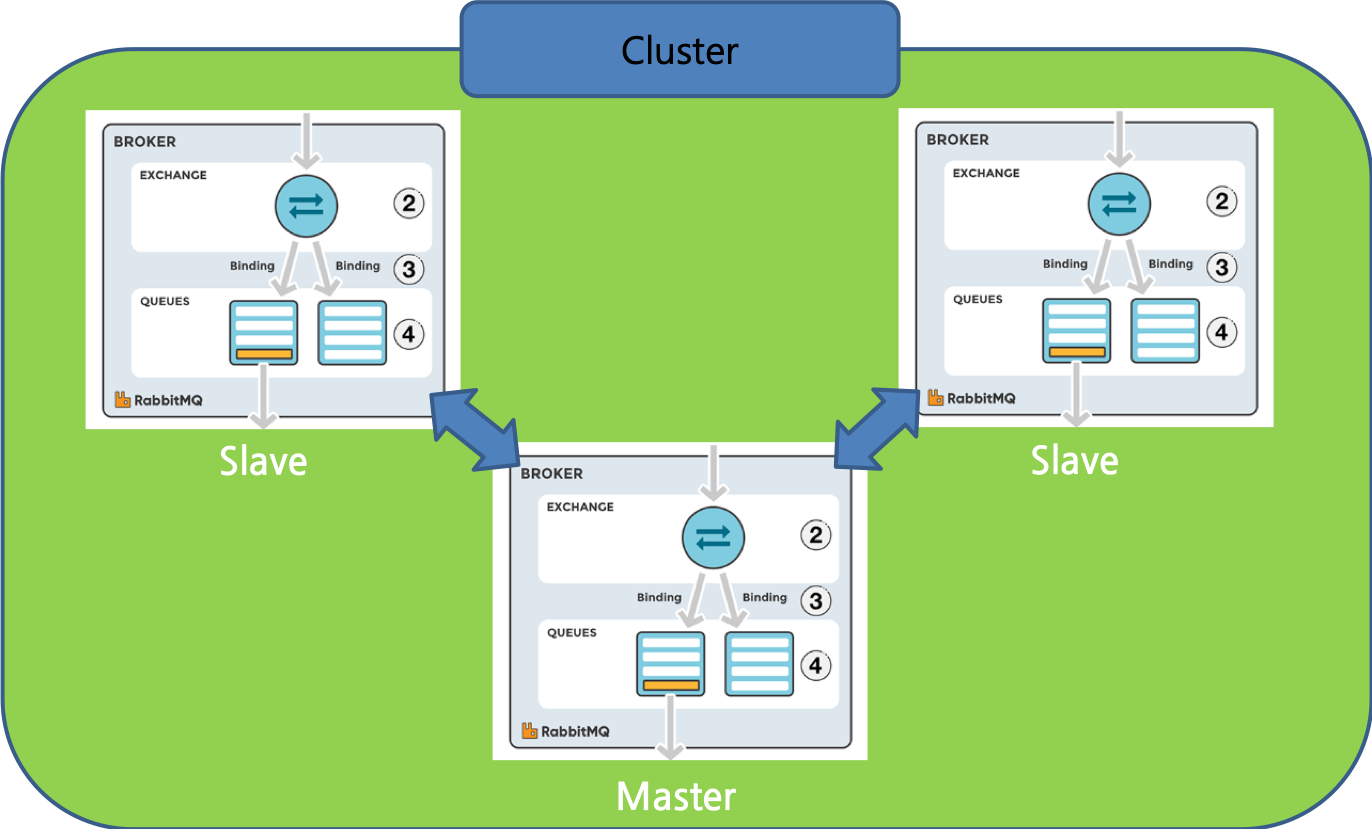 Cluster
BROKER
EXCHANGE
2
Binding Binding
3
QUEUES
4
RabbitMQ
Slave
BROKER
EXCHANGE
2
Binding Binding
3
QUEUES
4
RabbitMQ
Slave
BROKER
EXCHANGE
2
Binding Binding
3
QUEUES
4
RabbitMQ
Master